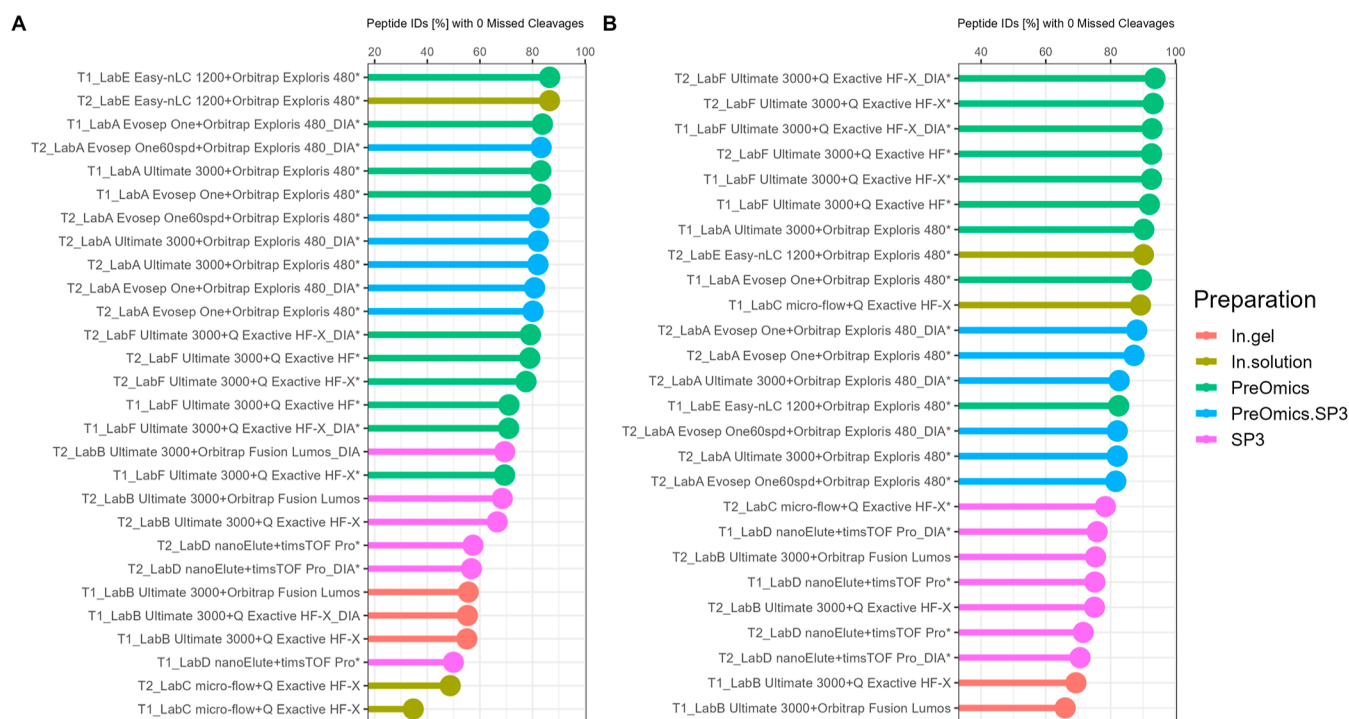 A
Peptide IDs [%] with 0 Missed Cleavages
20 40 60 80 100
T1_LabE Easy-nLC 1200+Orbitrap Exploris 480*
T2_LabE Easy-nLC 1200+Orbitrap Exploris 480*
T1_LabA Evosep One+Orbitrap Exploris 480_DIA*
T2_LabA Evosep One60spd+Orbitrap Exploris 480_DIA*
T1_LabA Ultimate 3000+Orbitrap Exploris 480*
T1_LabA Evosep One+Orbitrap Exploris 480*
T2_LabA Evosep One60spd+Orbitrap Exploris 480*
T2_LabA Ultimate 3000+Orbitrap Exploris 480_DIA*
T2_LabA Ultimate 3000+Orbitrap Exploris 480*
T2_LabA Evosep One+Orbitrap Exploris 480_DIA*
T2_LabA Evosep One+Orbitrap Exploris 480*
T2_LabF Ultimate 3000+Q Exactive HF-X_DIA*
T2_LabF Ultimate 3000+Q Exactive HF*
T2_LabF Ultimate 3000+Q Exactive HF-X*
T1_LabF Ultimate 3000+Q Exactive HF*
T1_LabF Ultimate 3000+Q Exactive HF-X_DIA*
T2_LabB Ultimate 3000+Orbitrap Fusion Lumos_DIA
T1_LabF Ultimate 3000+Q Exactive HF-X*
T2_LabB Ultimate 3000+Orbitrap Fusion Lumos
T2_LabB Ultimate 3000+Q Exactive HF-X
T2_LabD nanoElute+timsTOF Pro*
T2_LabD nanoElute+timsTOF Pro_DIA*
T1_LabB Ultimate 3000+Orbitrap Fusion Lumos
T1_LabB Ultimate 3000+Q Exactive HF-X_DIA
T1_LabB Ultimate 3000+Q Exactive HF-X
T1_LabD nanoElute+timsTOF Pro*
T2_LabC micro-flow+Q Exactive HF-X
T1_LabC micro-flow+Q Exactive HF-X
B
Peptide IDs [%] with 0 Missed Cleavages
40 60 80 100
T2_LabF Ultimate 3000+Q Exactive HF-X_DIA*
T2_LabF Ultimate 3000+Q Exactive HF-X*
T1_LabF Ultimate 3000+Q Exactive HF-X_DIA*
T2_LabF Ultimate 3000+Q Exactive HF*
T1_LabF Ultimate 3000+Q Exactive HF-X*
T1_LabF Ultimate 3000+Q Exactive HF*
T1_LabA Ultimate 3000+Orbitrap Exploris 480*
T2_LabE Easy-nLC 1200+Orbitrap Exploris 480*
T1_LabA Evosep One+Orbitrap Exploris 480*
T1_LabC micro-flow+Q Exactive HF-X
T2_LabA Evosep One+Orbitrap Exploris 480_DIA*
T2_LabA Evosep One+Orbitrap Exploris 480*
T2_LabA Ultimate 3000+Orbitrap Exploris 480_DIA*
T1_LabE Easy-nLC 1200+Orbitrap Exploris 480*
T2_LabA Evosep One60spd+Orbitrap Exploris 480_DIA*
T2_LabA Ultimate 3000+Orbitrap Exploris 480*
T2_LabA Evosep One60spd+Orbitrap Exploris 480*
T2_LabC micro-flow+Q Exactive HF-X*
T1_LabD nanoElute+timsTOF Pro_DIA*
T2_LabB Ultimate 3000+Orbitrap Fusion Lumos
T1_LabD nanoElute+timsTOF Pro*
T2_LabB Ultimate 3000+Q Exactive HF-X
T2_LabD nanoElute+timsTOF Pro*
T2_LabD nanoElute+timsTOF Pro_DIA*
T1_LabB Ultimate 3000+Q Exactive HF-X
T1_LabB Ultimate 3000+Orbitrap Fusion Lumos
Preparation
In.gel
In.solution
PreOmics
PreOmics.SP3
SP3